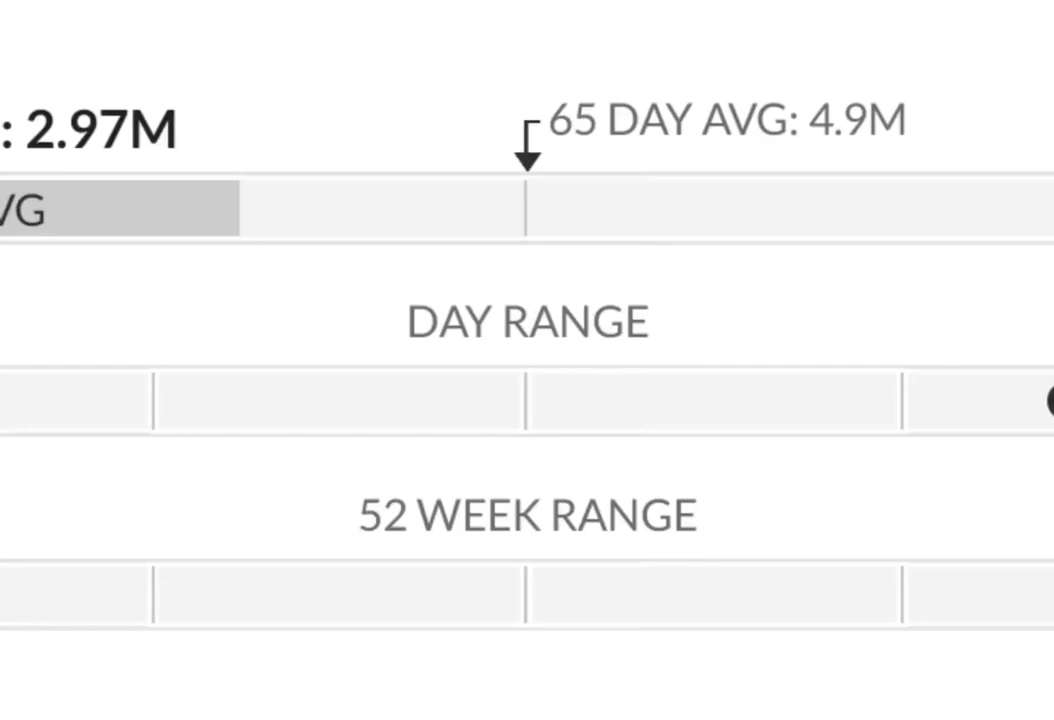 : 2.97M
65 DAY AVG: 4.9M
VG
DAY RANGE
52 WEEK RANGE